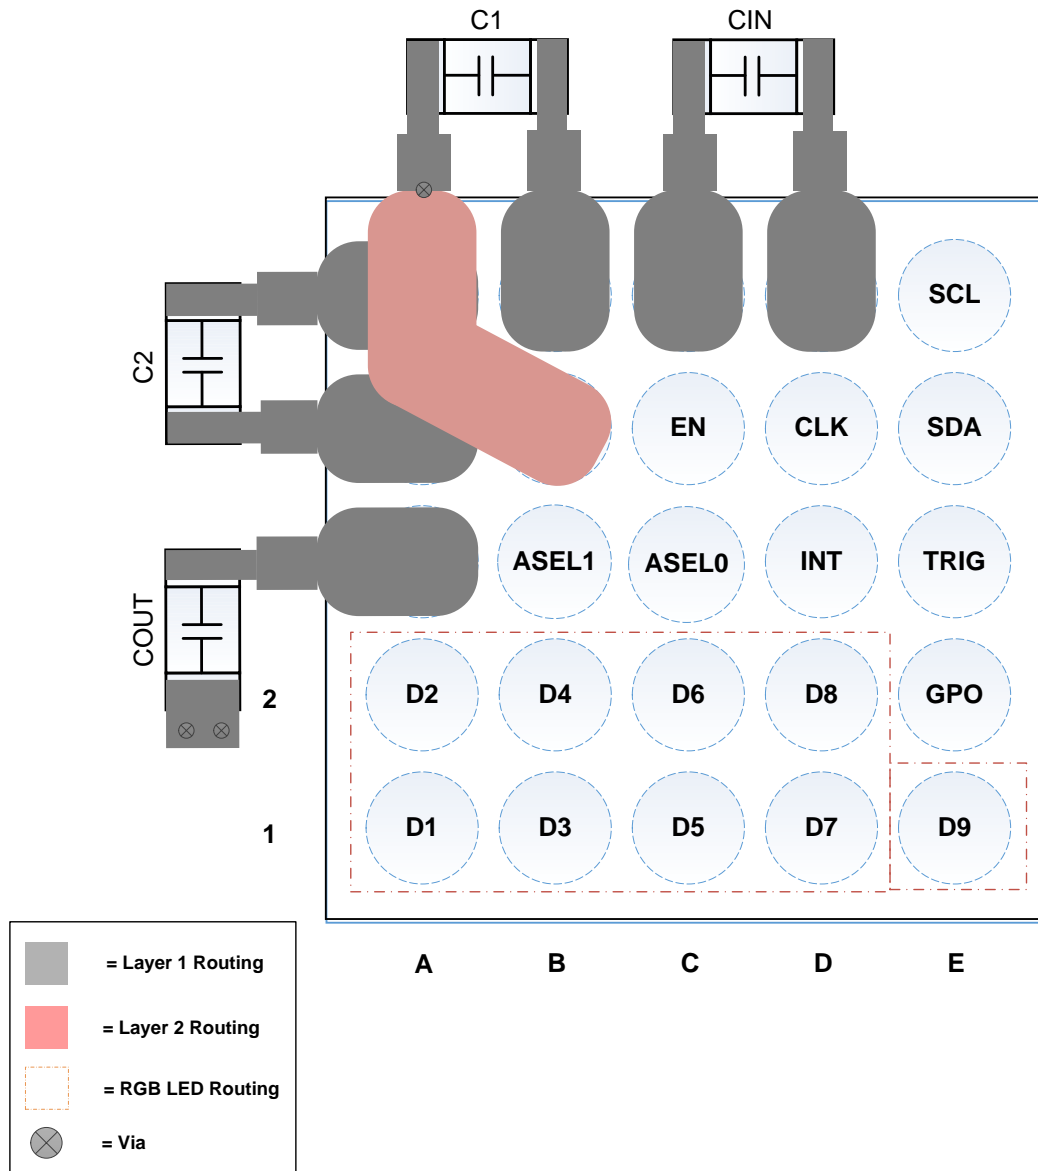 C1
CIN
SCL
C2
EN
CLK
SDA
ASEL1
ASEL0
INT
TRIG
COUT
2
D2
D4
D6
D8
GPO
1
D1
D3
D5
D7
D9
A
B
C
D
E
= Layer 1 Routing
= Layer 2 Routing
= RGB LED Routing
= Via